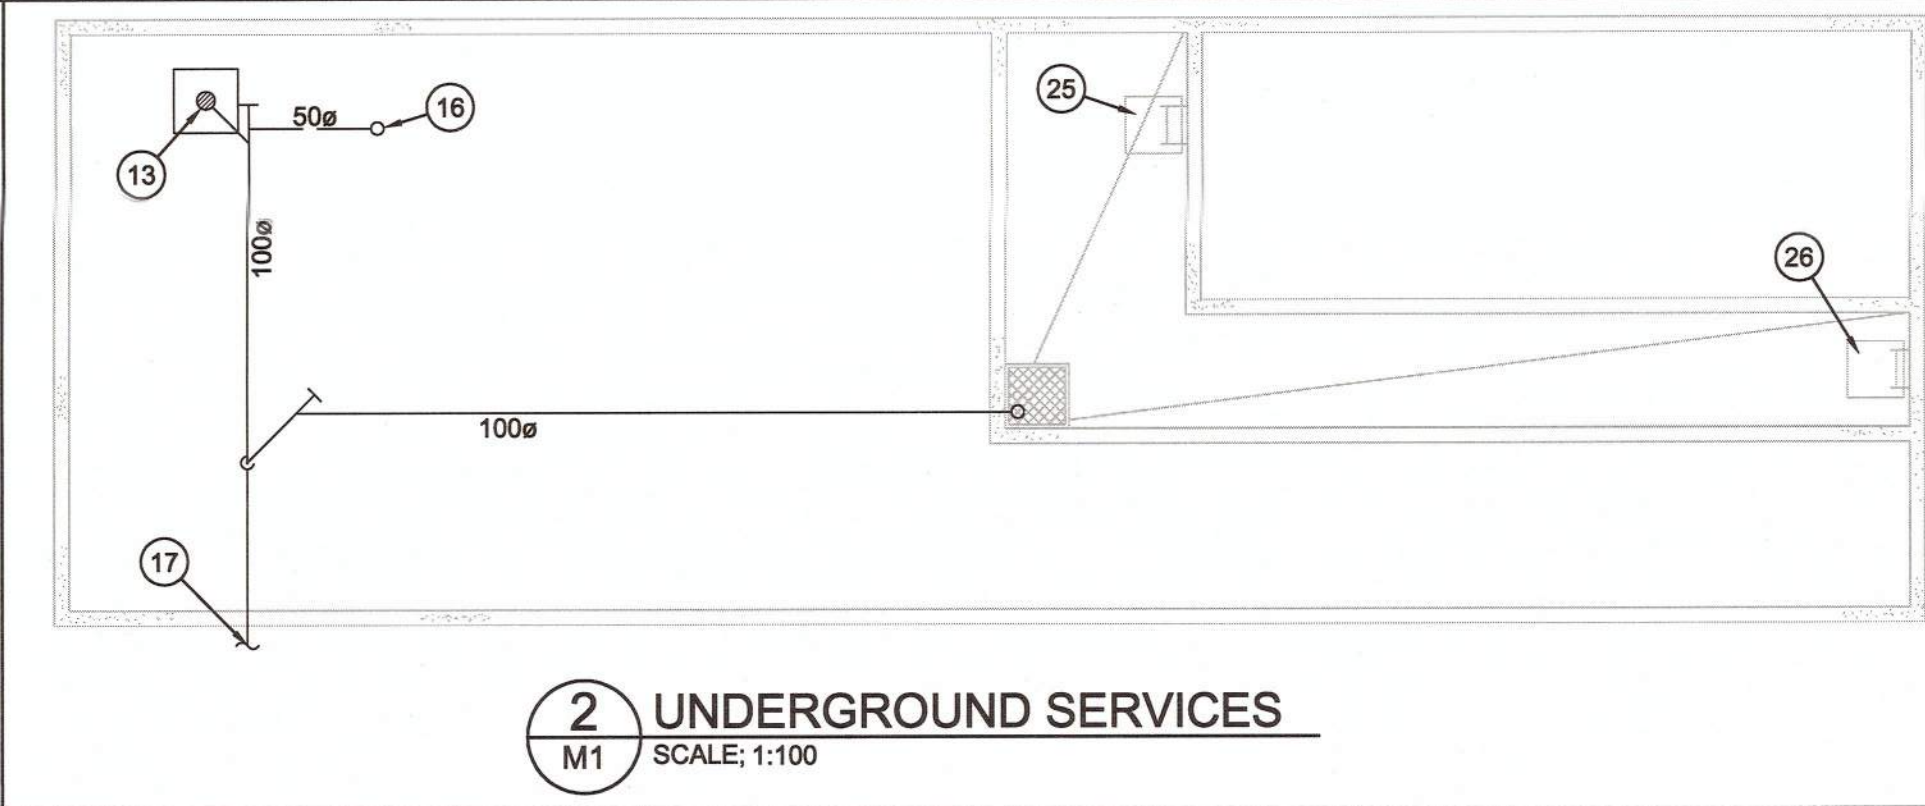 25
50ø
16
13
100ø
26
100ø
17
2
UNDERGROUND SERVICES
M1
SCALE; 1:100